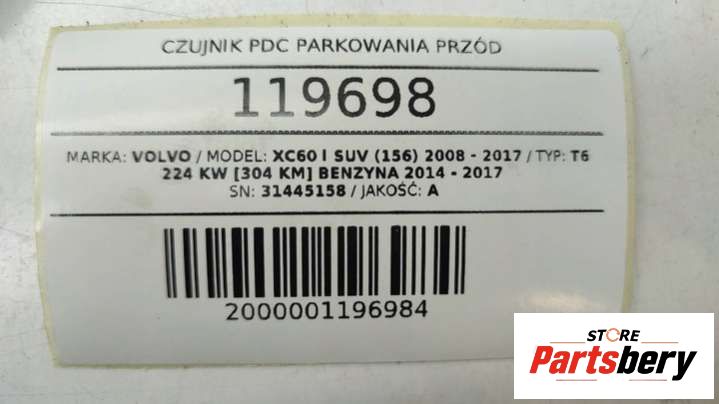 CZUJNIK PDC PARKOWANIA PRZÓD
119698
MARKA: VOLVO / MODEL: XC60 I SUV (156) 2008 - 2017 / TYP: T6
224 KW [304 KM] BENZYNA 2014 - 2017
SN: 31445158 / JAKOŚĆ: A
2000001196984
STORE
Partsbery